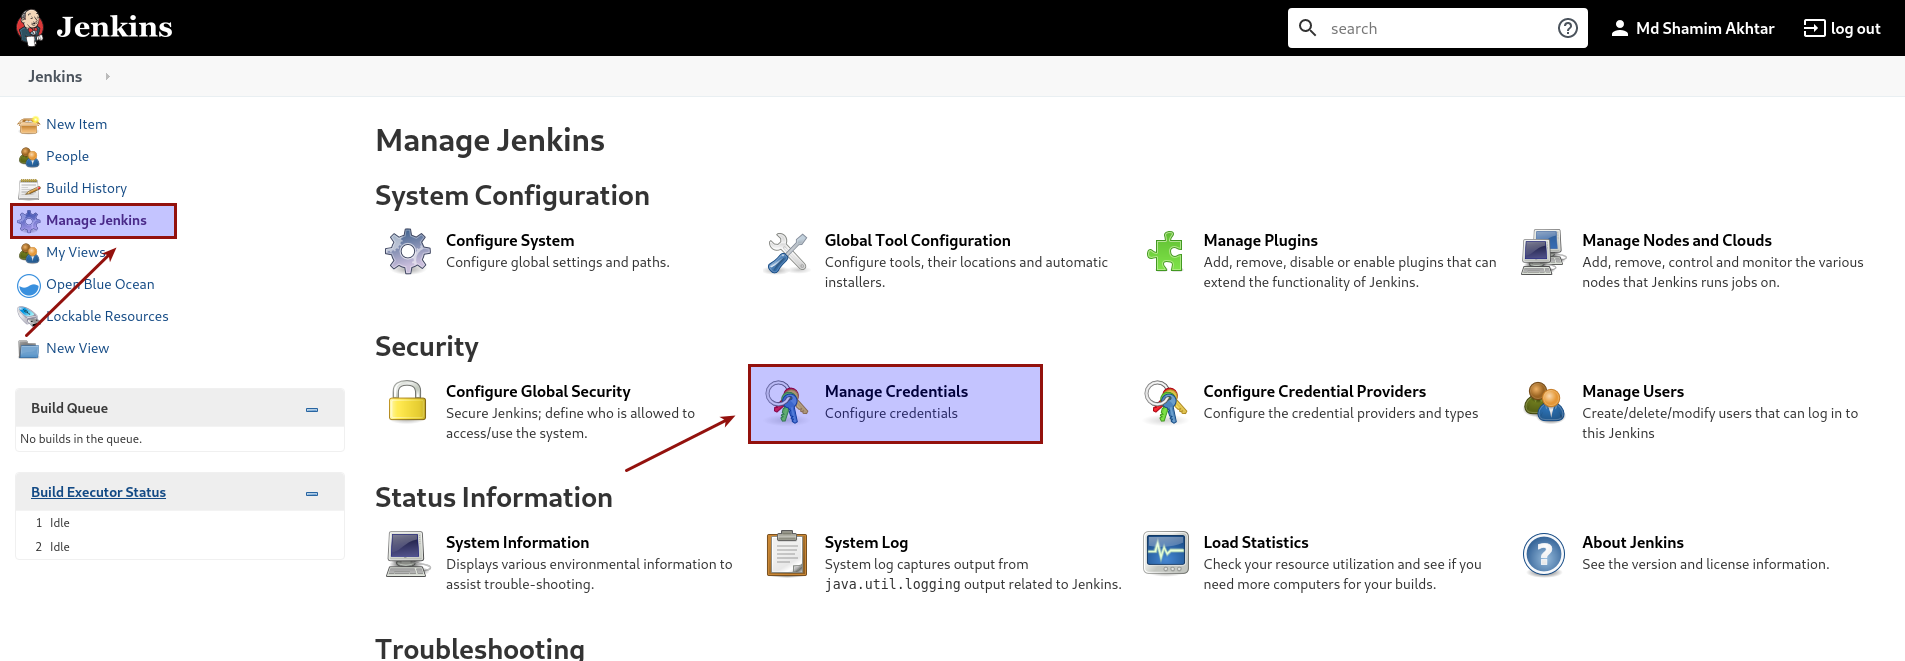 Jenkins
search
Md Shamim Akhtar
log out
Jenkins
New Item
People
Build History
Manage Jenkins
My Views
Open Blue Ocean
Lockable Resources
New View
Build Queue
No builds in the queue.
Build Executor Status
1 Idle
2 Idle
Manage Jenkins
System Configuration
Configure System
Configure global settings and paths.
Global Tool Configuration
Configure tools, their locations and automatic
installers.
Manage Plugins
Add, remove, disable or enable plugins that can
extend the functionality of Jenkins.
Manage Nodes and Clouds
Add, remove, control and monitor the various
nodes that Jenkins runs jobs on.
Security
Configure Global Security
Secure Jenkins; define who is allowed to
access/use the system.
Manage Credentials
Configure credentials
Configure Credential Providers
Configure the credential providers and types
Manage Users
Create/delete/modify users that can log in to
this Jenkins
Status Information
System Information
Displays various environmental information to
assist trouble-shooting.
System Log
System log captures output from
java.util.logging output related to Jenkins.
Load Statistics
Check your resource utilization and see if you
need more computers for your builds.
About Jenkins
See the version and license information.
Troubleshooting